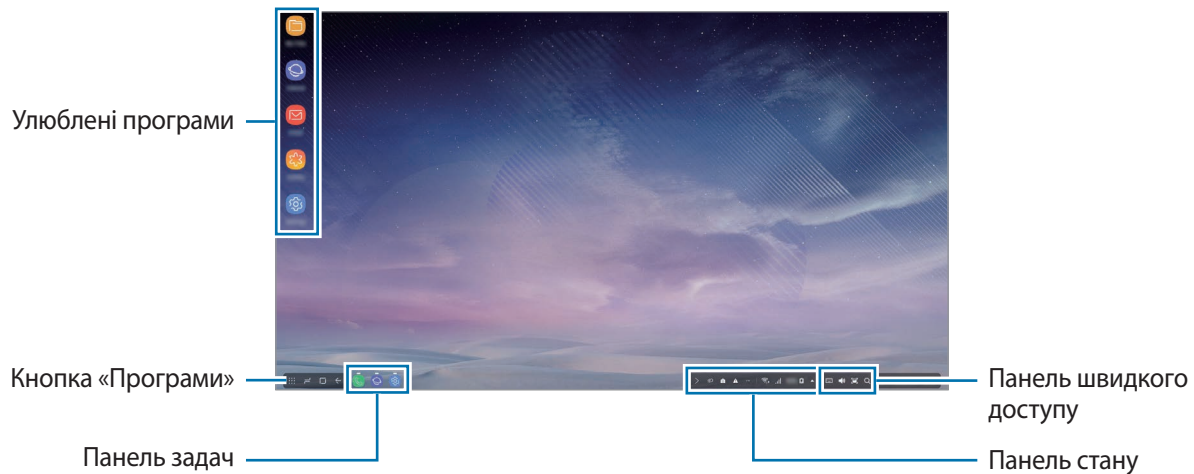 Улюблені програми
Кнопка «Програми»
Панель задач
Панель швидкого
доступу
Панель стану